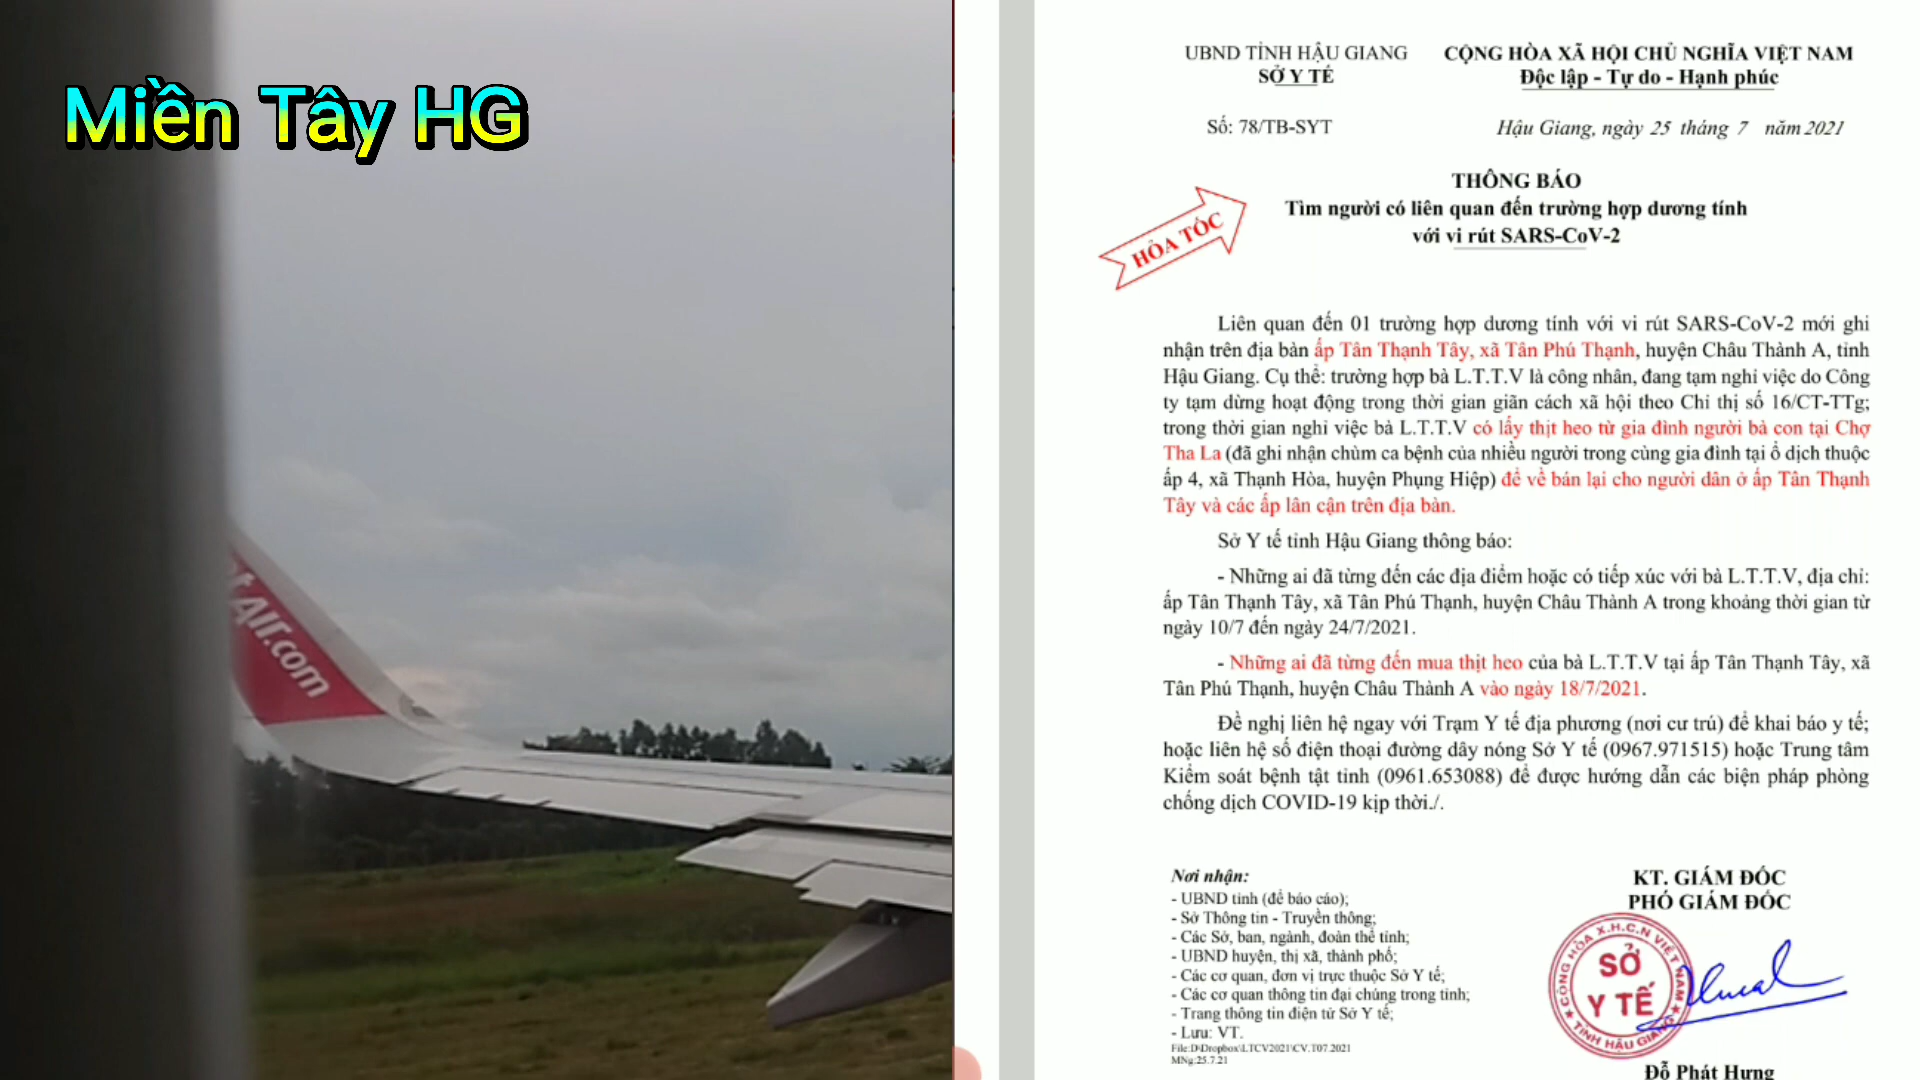 Miền Tây HG
Air.com
UBND TỈNH HẬU GIANG
SỞ Y TẾ
Số: 78/TB-SYT
CỘNG HÒA XÃ HỘI CHỦ NGHĨA VIỆT NAM
Độc lập - Tự do - Hạnh phúc
Hậu Giang, ngày 25 tháng 7 năm 2021
HỎA TỐC
THÔNG BÁO
Tìm người có liên quan đến trường hợp dương tính
với vi rút SARS-CoV-2
Liên quan đến 01 trường hợp dương tính với vi rút SARS-CoV-2 mới ghi
nhận trên địa bàn ấp Tân Thạnh Tây, xã Tân Phú Thạnh, huyện Châu Thành A, tỉnh
Hậu Giang. Cụ thể: trường hợp bà L.T.T.V là công nhân, đang tạm nghỉ việc do Công
ty tạm dừng hoạt động trong thời gian giãn cách xã hội theo Chỉ thị số 16/CT-TTg;
trong thời gian nghỉ việc bà L.T.T.V có lấy thịt heo từ gia đình người bà con tại Chợ
Tha La (đã ghi nhận chùm ca bệnh của nhiều người trong cùng gia đình tại ổ dịch thuộc
ấp 4, xã Thạnh Hòa, huyện Phụng Hiệp) để về bán lại cho người dân ở ấp Tân Thạnh
Tây và các ấp lân cận trên địa bàn.
Sở Y tế tỉnh Hậu Giang thông báo:
- Những ai đã từng đến các địa điểm hoặc có tiếp xúc với bà L.T.T.V, địa chỉ:
ấp Tân Thạnh Tây, xã Tân Phú Thạnh, huyện Châu Thành A trong khoảng thời gian từ
ngày 10/7 đến ngày 24/7/2021.
- Những ai đã từng đến mua thịt heo của bà L.T.T.V tại ấp Tân Thạnh Tây, xã
Tân Phú Thạnh, huyện Châu Thành A vào ngày 18/7/2021.
Đề nghị liên hệ ngay với Trạm Y tế địa phương (nơi cư trú) để khai báo y tế;
hoặc liên hệ số điện thoại đường dây nóng Sở Y tế (0967.971515) hoặc Trung tâm
Kiểm soát bệnh tật tỉnh (0961.653088) để được hướng dẫn các biện pháp phòng
chống dịch COVID-19 kịp thời./.
Nơi nhận:
- UBND tỉnh (để báo cáo);
- Sở Thông tin - Truyền thông;
- Các Sở, ban, ngành, đoàn thể tỉnh;
- UBND huyện, thị xã, thành phố;
- Các cơ quan, đơn vị trực thuộc Sở Y tế;
- Các cơ quan thông tin đại chúng trong tỉnh;
- Trang thông tin điện tử Sở Y tế;
- Lưu: VT.
File:D\Dropbox\LTCV2021\CV.T07.2021
MNg:25.7.21
KT. GIÁM ĐỐC
PHÓ GIÁM ĐỐC
CỘNG HÒA X.H.C.N VIỆT NAM
SỞ
Y TẾ
TỈNH HẬU GIANG
Đỗ Phát Hưng